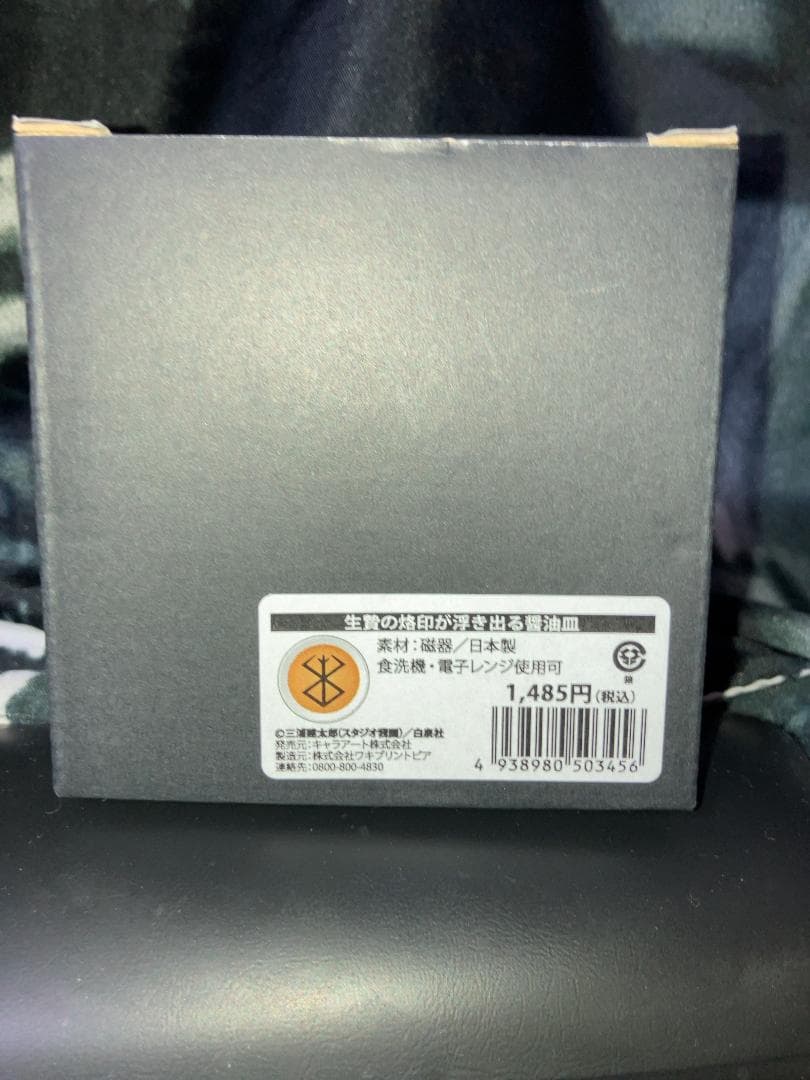 生贄の烙印が浮き出る醤油皿
素材：磁器／日本製
食洗機・電子レンジ使用可
1,485円(税込)
©三浦建太郎(スタジオ我画)／白泉社
発売元：キャラアート株式会社
製造元：株式会社ワキプリントピア
連絡先：0800-800-4830
箱
4 938980 503456